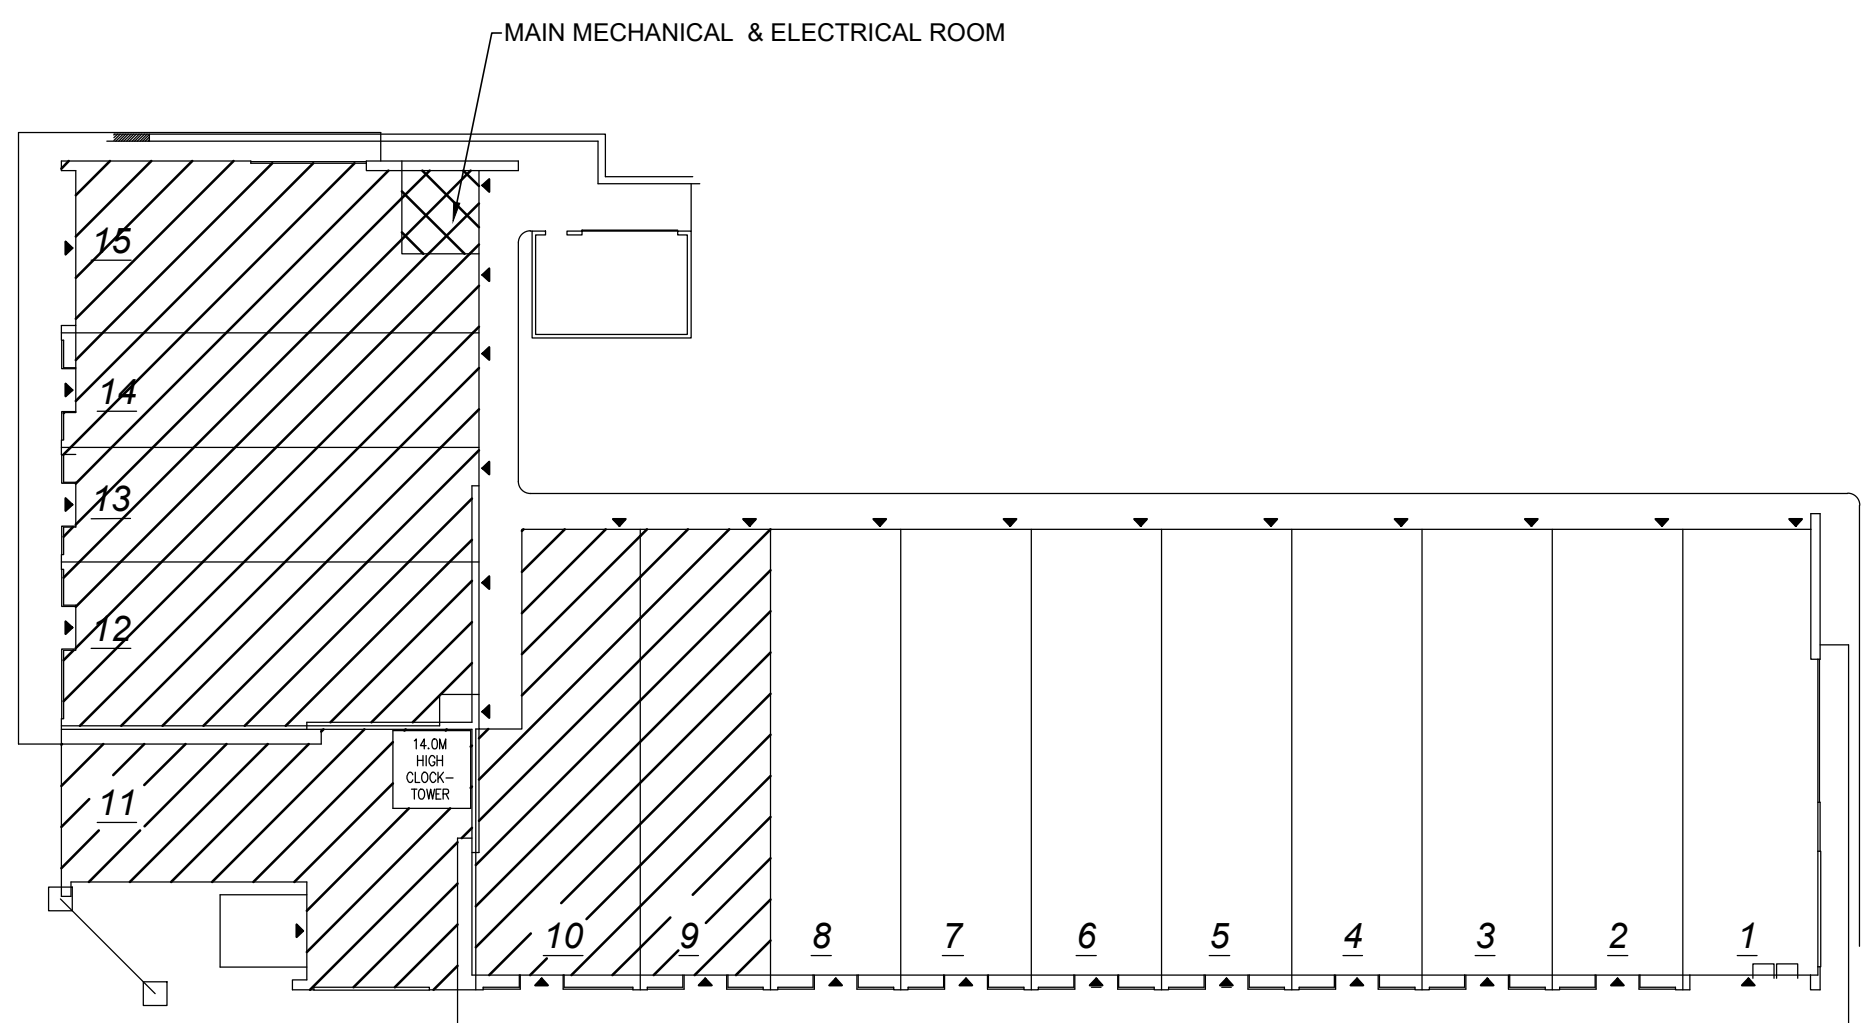 MAIN MECHANICAL & ELECTRICAL ROOM
15
14
13
12
14.0M
HIGH
CLOCK-
TOWER
11
10 9 8 7 6 5 4 3 2 1